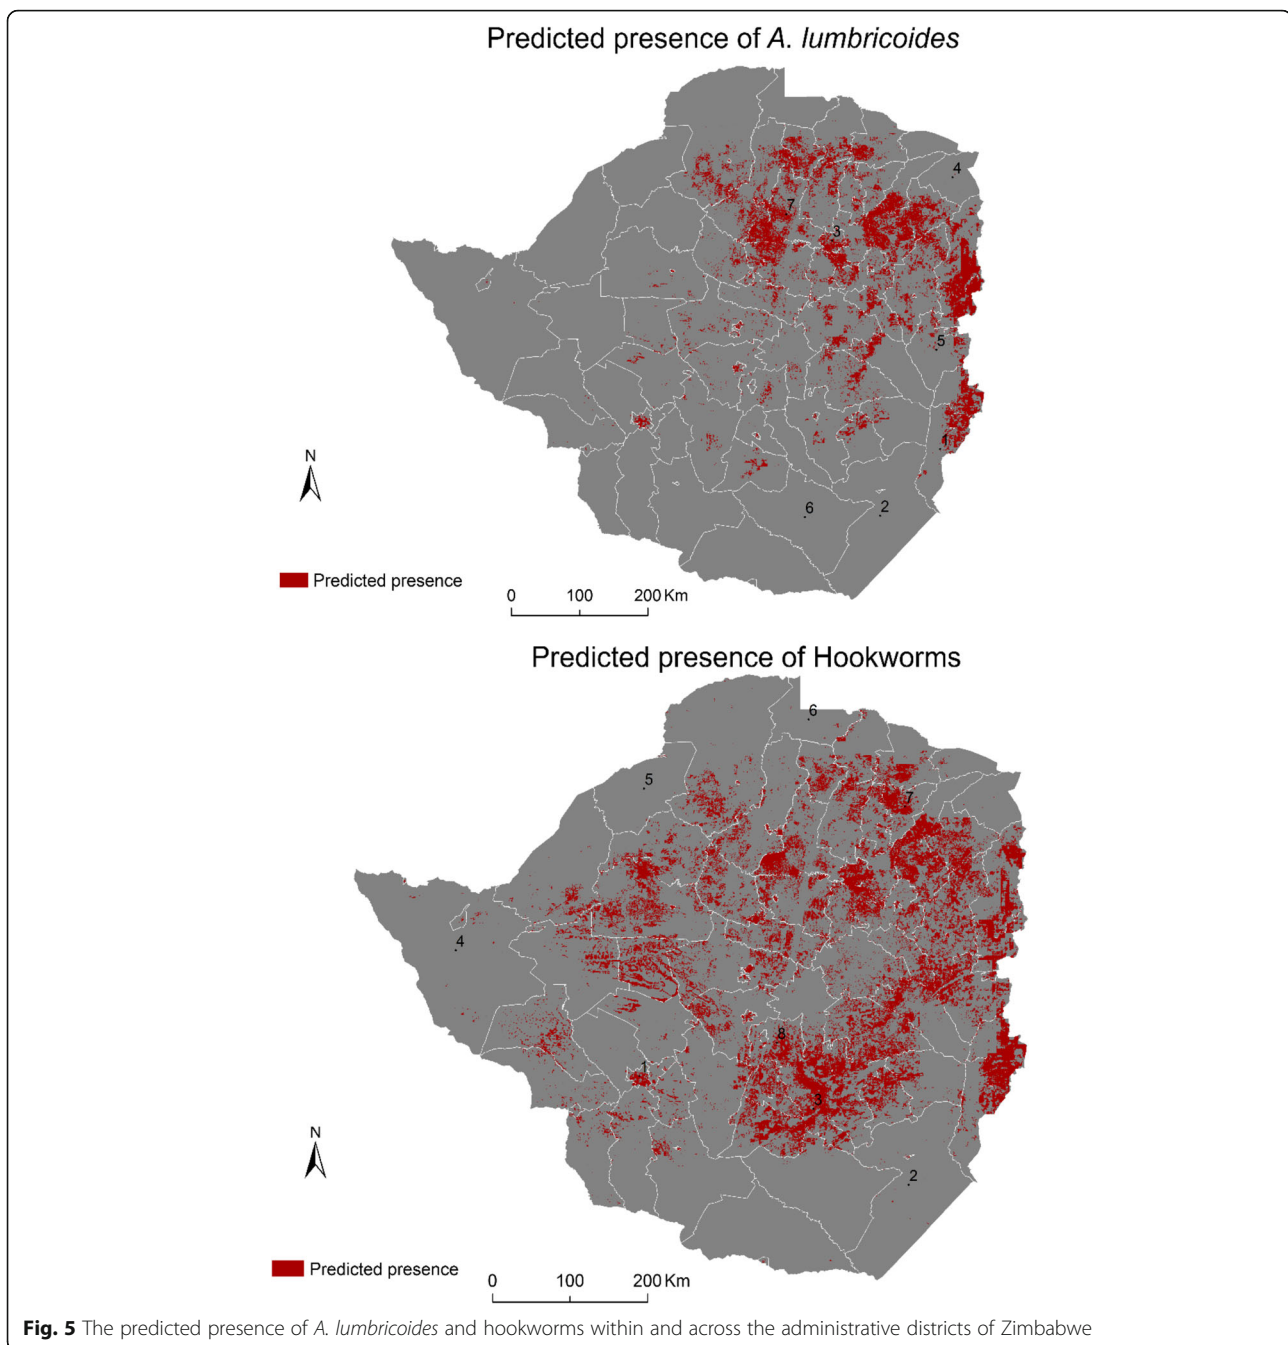 Predicted presence of A. lumbricoides
4
7
3
5
1
6
2
N
Predicted presence
0 100 200 Km
Predicted presence of Hookworms
6
5
7
4
8
1
3
2
N
Predicted presence
0 100 200 Km
Fig. 5 The predicted presence of A. lumbricoides and hookworms within and across the administrative districts of Zimbabwe